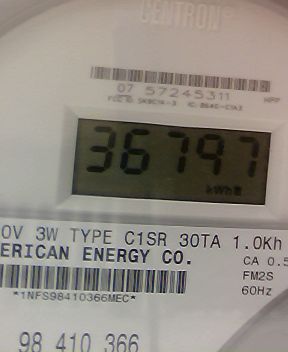 CENTRON®
07 57245311
36797
kWh
0V 3W TYPE C1SR 30TA 1.0Kh
ERICAN ENERGY CO.
CA 0.5
FM2S
*1NFS98410366MEC*
60Hz
98 410 366